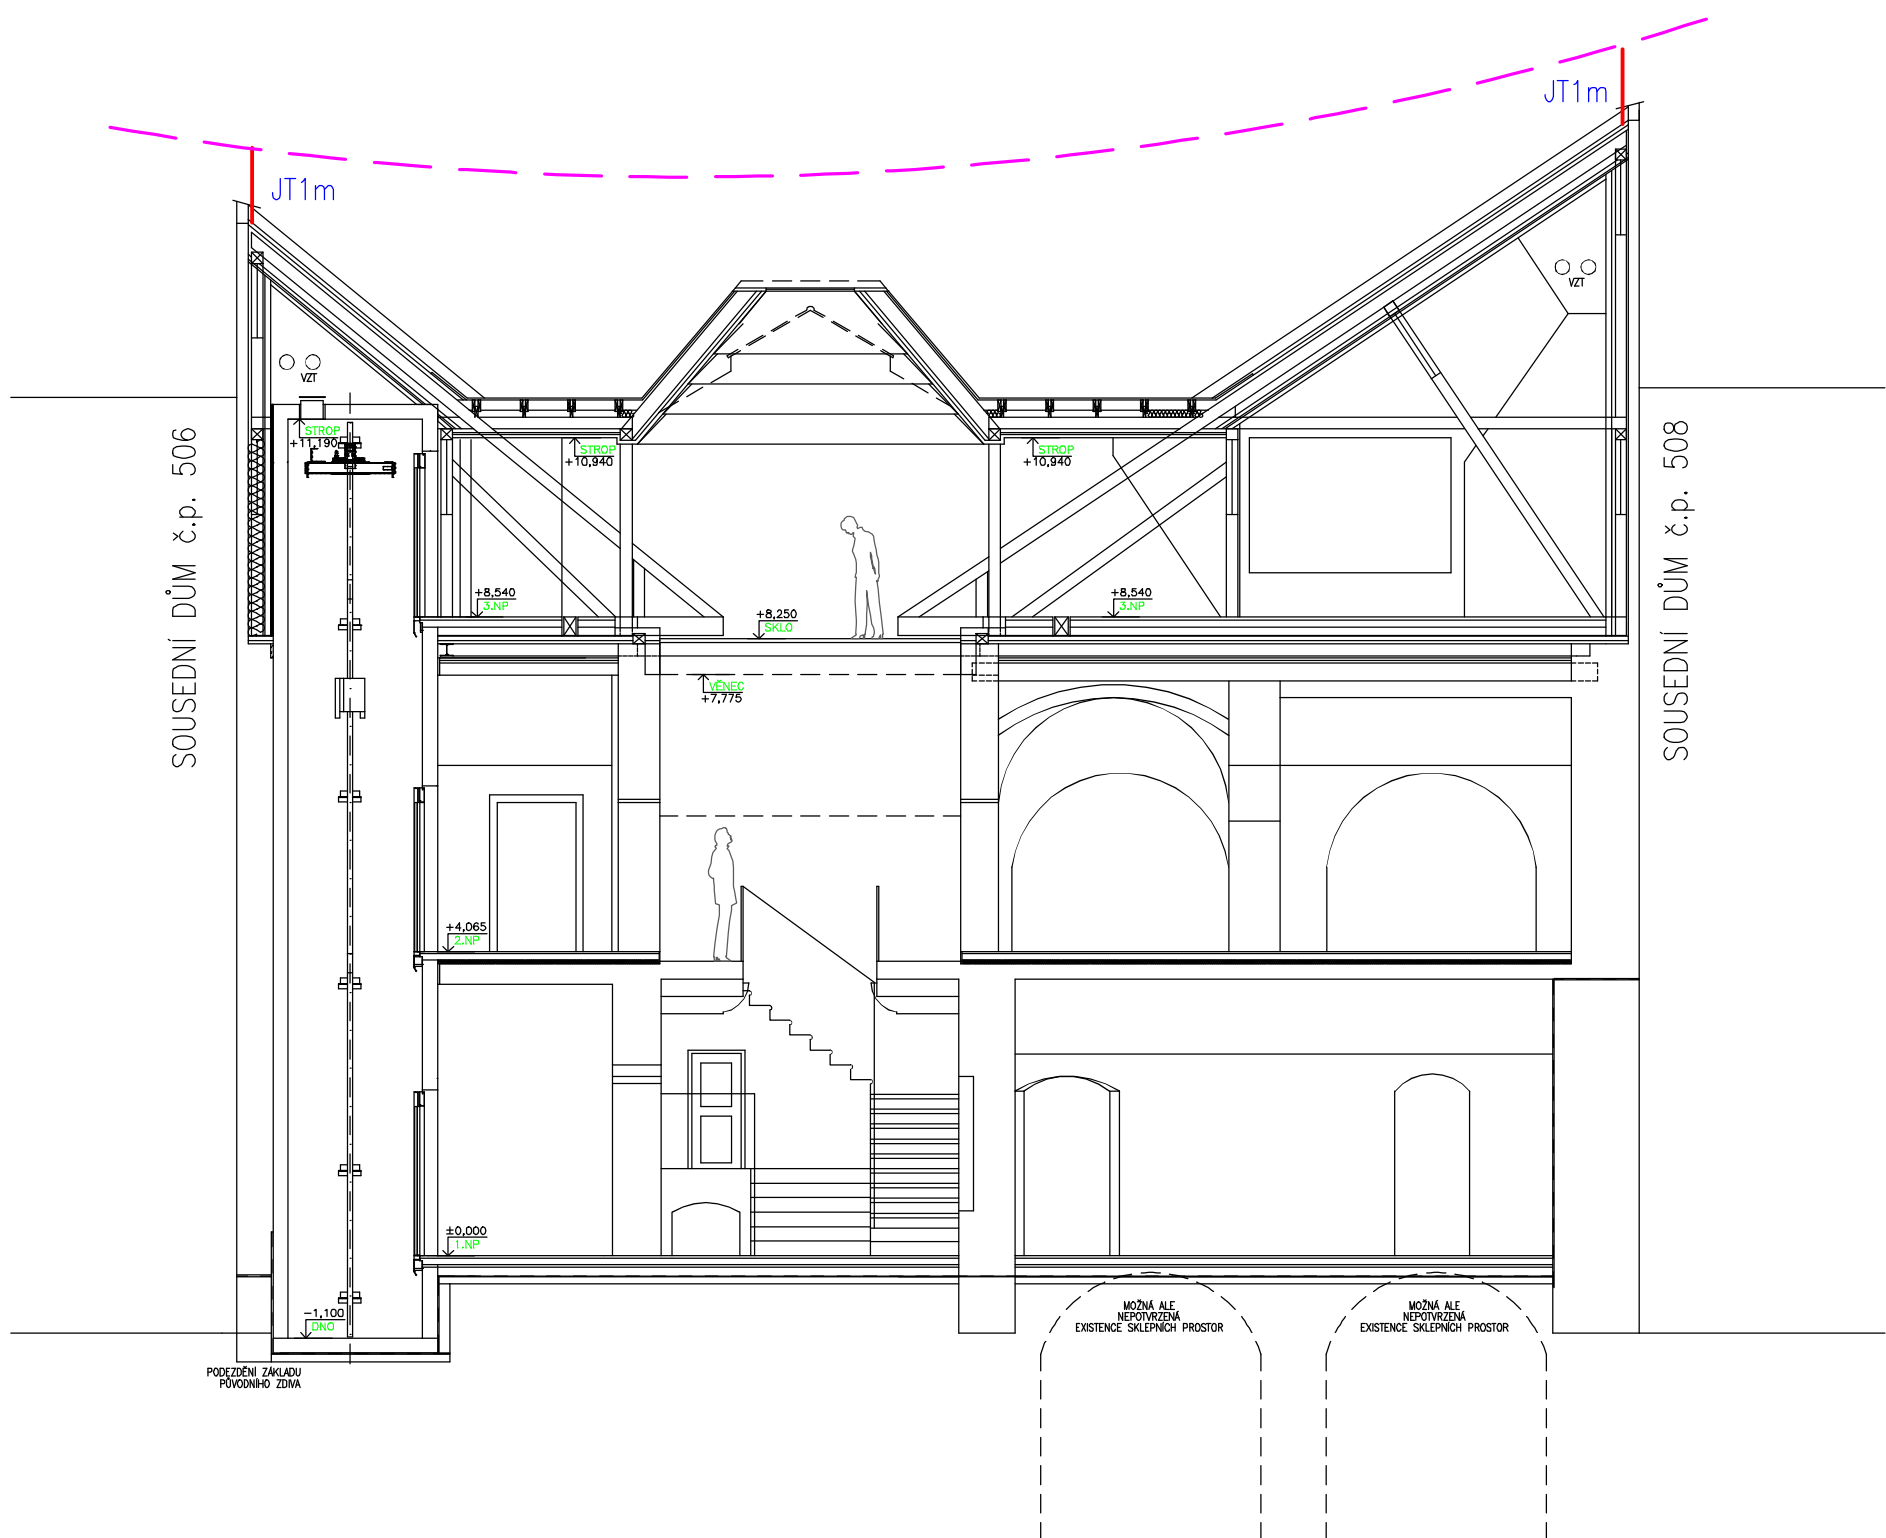 JT1m
JT1m
VZT
VZT
STROP
+11,190
STROP
+10,940
STROP
+10,940
SOUSEDNÍ DŮM č.p. 506
SOUSEDNÍ DŮM č.p. 508
+8,540
3.NP
+8,250
SKLO
+8,540
3.NP
VĚNEC
+7,775
+4,065
2.NP
±0,000
1.NP
-1,100
DNO
MOŽNÁ ALE
NEPOTVRZENÁ
EXISTENCE SKLEPNÍCH PROSTOR
MOŽNÁ ALE
NEPOTVRZENÁ
EXISTENCE SKLEPNÍCH PROSTOR
PODEZDĚNÍ ZÁKLADU
PŮVODNÍHO ZDIVA